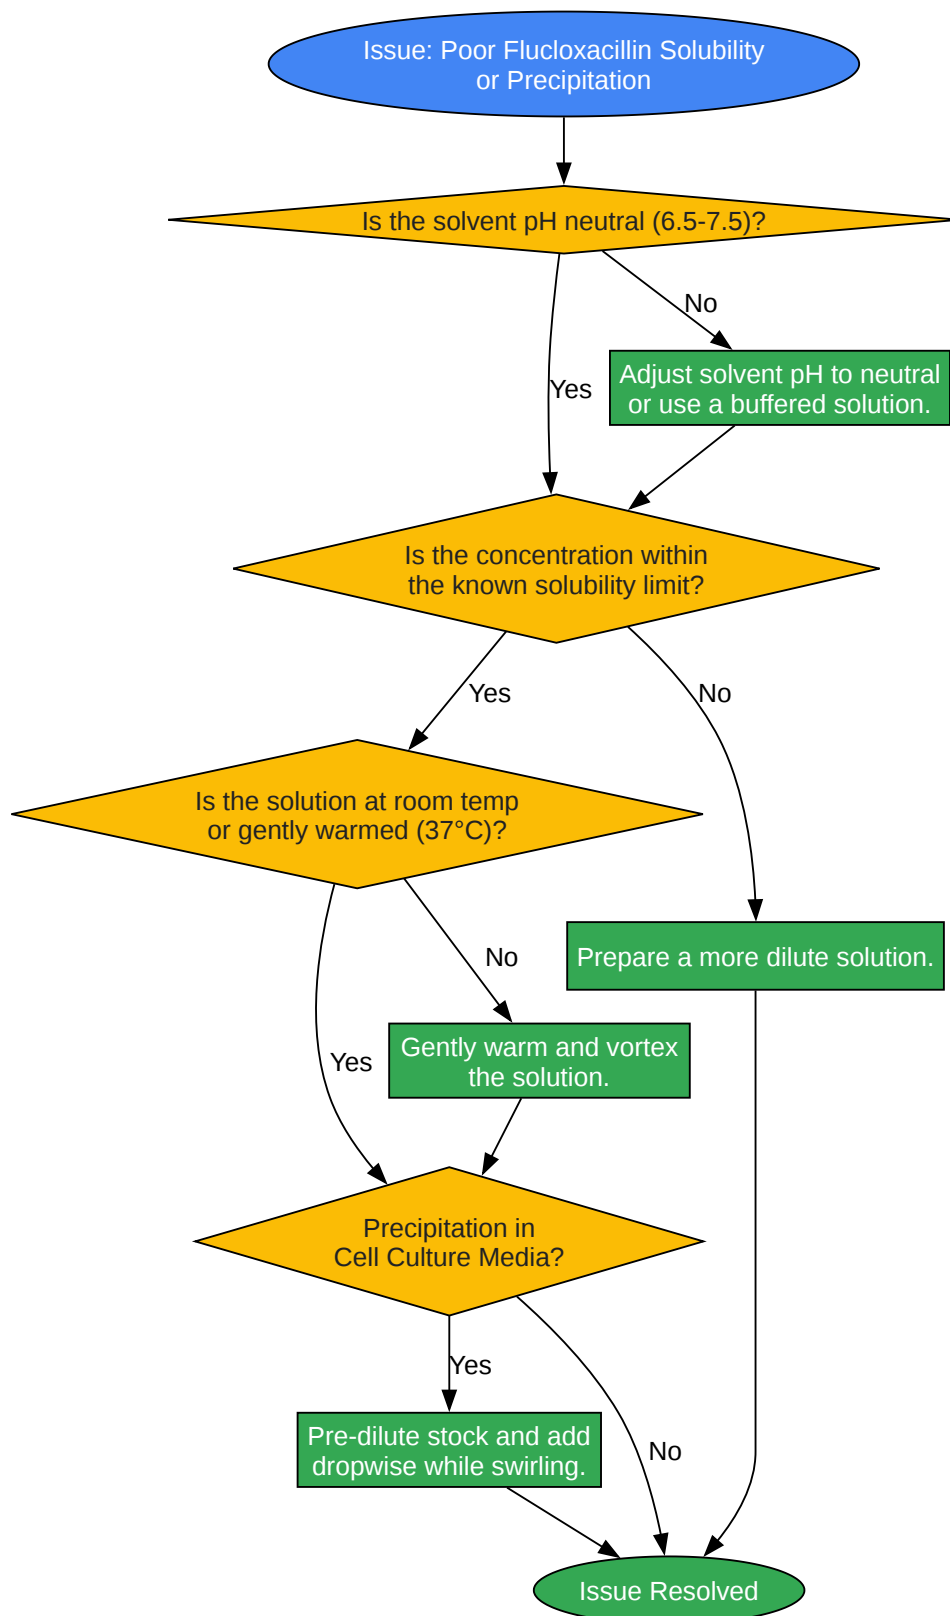 Issue: Poor Flucloxacillin Solubility
or Precipitation
Is the solvent pH neutral (6.5-7.5)?
No
Adjust solvent pH to neutral
or use a buffered solution.
Yes
Is the concentration within
the known solubility limit?
Yes
No
Is the solution at room temp
or gently warmed (37°C)?
No
Prepare a more dilute solution.
Gently warm and vortex
the solution.
Yes
Precipitation in
Cell Culture Media?
Yes
Pre-dilute stock and add
dropwise while swirling.
No
Issue Resolved